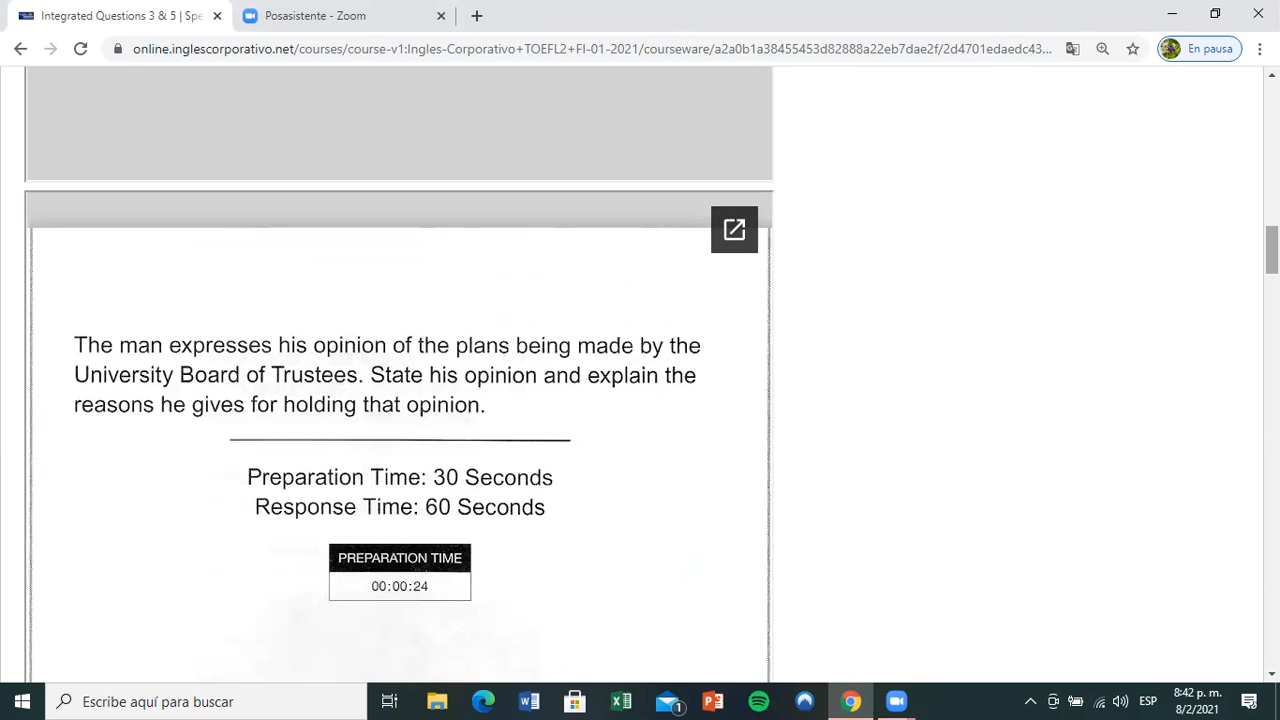 Integrated Questions 3 & 5 | Spe
Posasistente - Zoom
online.inglescorporativo.net/courses/course-v1:Ingles-Corporativo+TOEFL2+FI-01-2021/courseware/a2a0b1a38455453d82888a22eb7dae2f/2d4701edaedc43...
En pausa
The man expresses his opinion of the plans being made by the
University Board of Trustees. State his opinion and explain the
reasons he gives for holding that opinion.
Preparation Time: 30 Seconds
Response Time: 60 Seconds
PREPARATION TIME
00:00:24
Escribe aquí para buscar
1
ESP
8:42 p. m.
8/2/2021